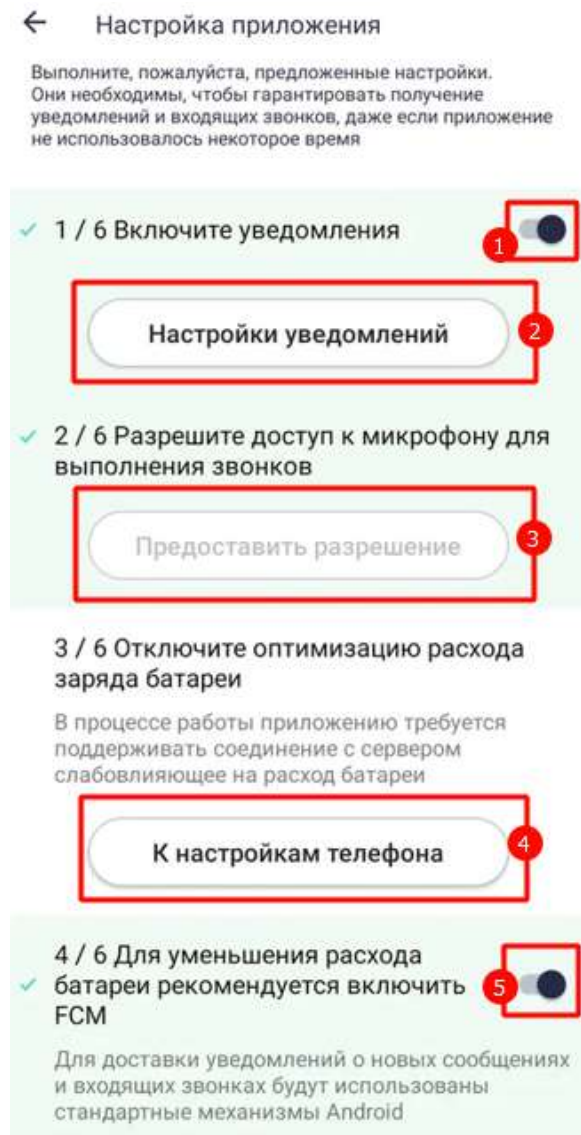 Настройка приложения
Выполните, пожалуйста, предложенные настройки.
Они необходимы, чтобы гарантировать получение
уведомлений и входящих звонков, даже если приложение
не использовалось некоторое время
1 / 6 Включите уведомления
1
Настройки уведомлений
2
2 / 6 Разрешите доступ к микрофону для
выполнения звонков
Предоставить разрешение
3
3 / 6 Отключите оптимизацию расхода
заряда батареи
В процессе работы приложению требуется
поддерживать соединение с сервером
слабовлияющее на расход батареи
К настройкам телефона
4
4 / 6 Для уменьшения расхода
батареи рекомендуется включить
FCM
5
Для доставки уведомлений о новых сообщениях
и входящих звонках будут использованы
стандартные механизмы Android